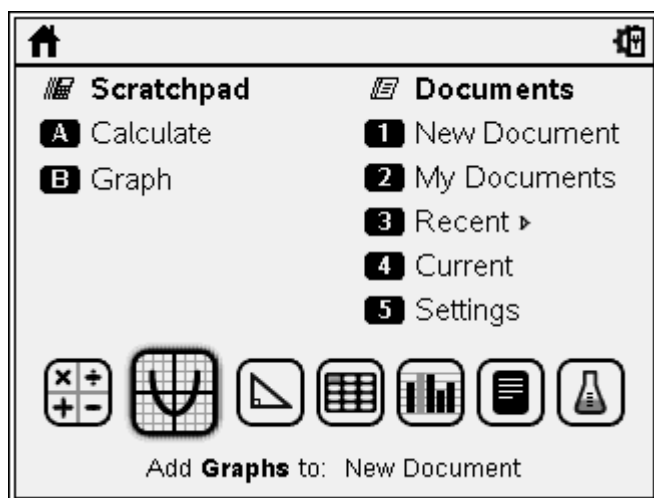 Scratchpad
A Calculate
B Graph
Documents
1 New Document
2 My Documents
3 Recent ▸
4 Current
5 Settings
Add Graphs to: New Document